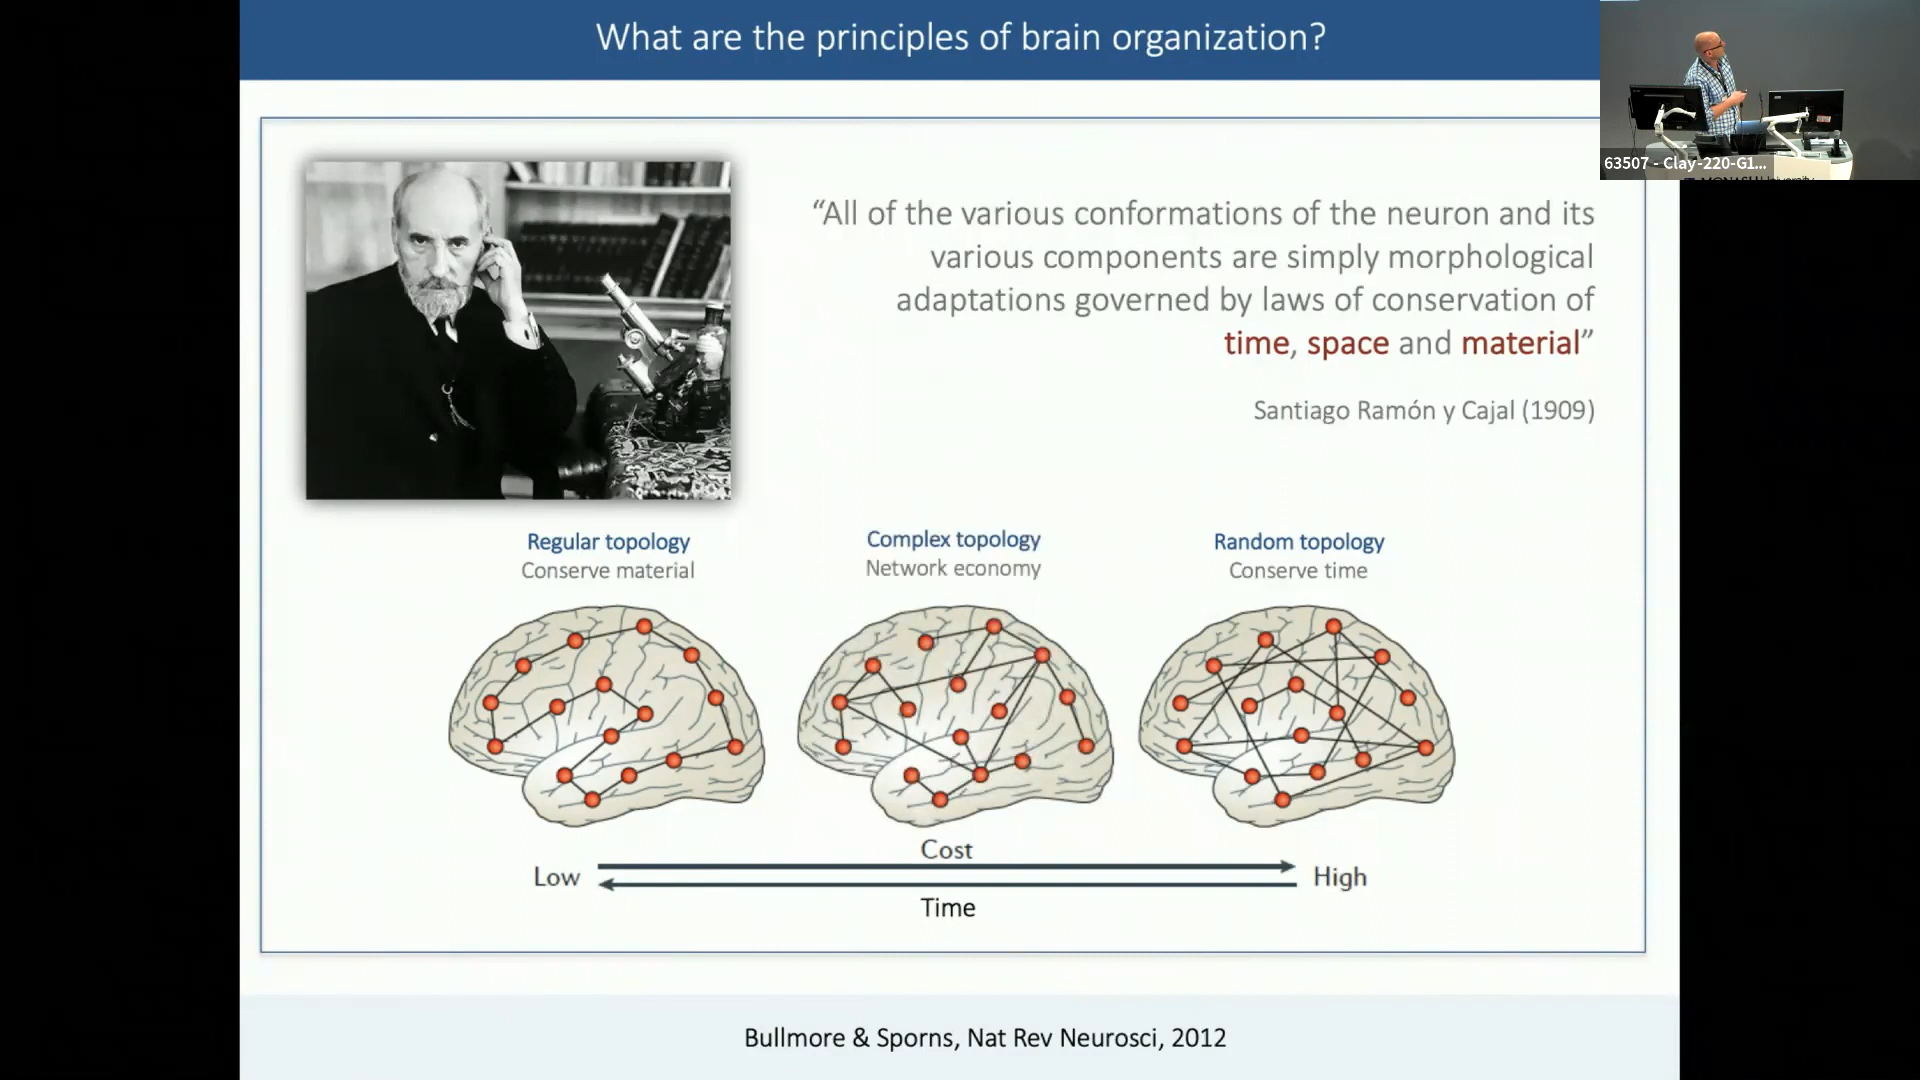 What are the principles of brain organization?
63507 - Clay-220-G1...
MONASH University
“All of the various conformations of the neuron and its
various components are simply morphological
adaptations governed by laws of conservation of
time, space and material”
Santiago Ramón y Cajal (1909)
Regular topology
Conserve material
Complex topology
Network economy
Random topology
Conserve time
Cost
Low
High
Time
Bullmore & Sporns, Nat Rev Neurosci, 2012